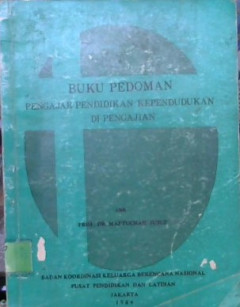 BUKU PEDOMAN
PENGAJAR PENDIDIKAN KEPENDUDUKAN
DI PENGAJIAN
BADAN KOORDINASI KELUARGA BERENCANA NASIONAL
PUSAT PENDIDIKAN DAN LATIHAN
JAKARTA